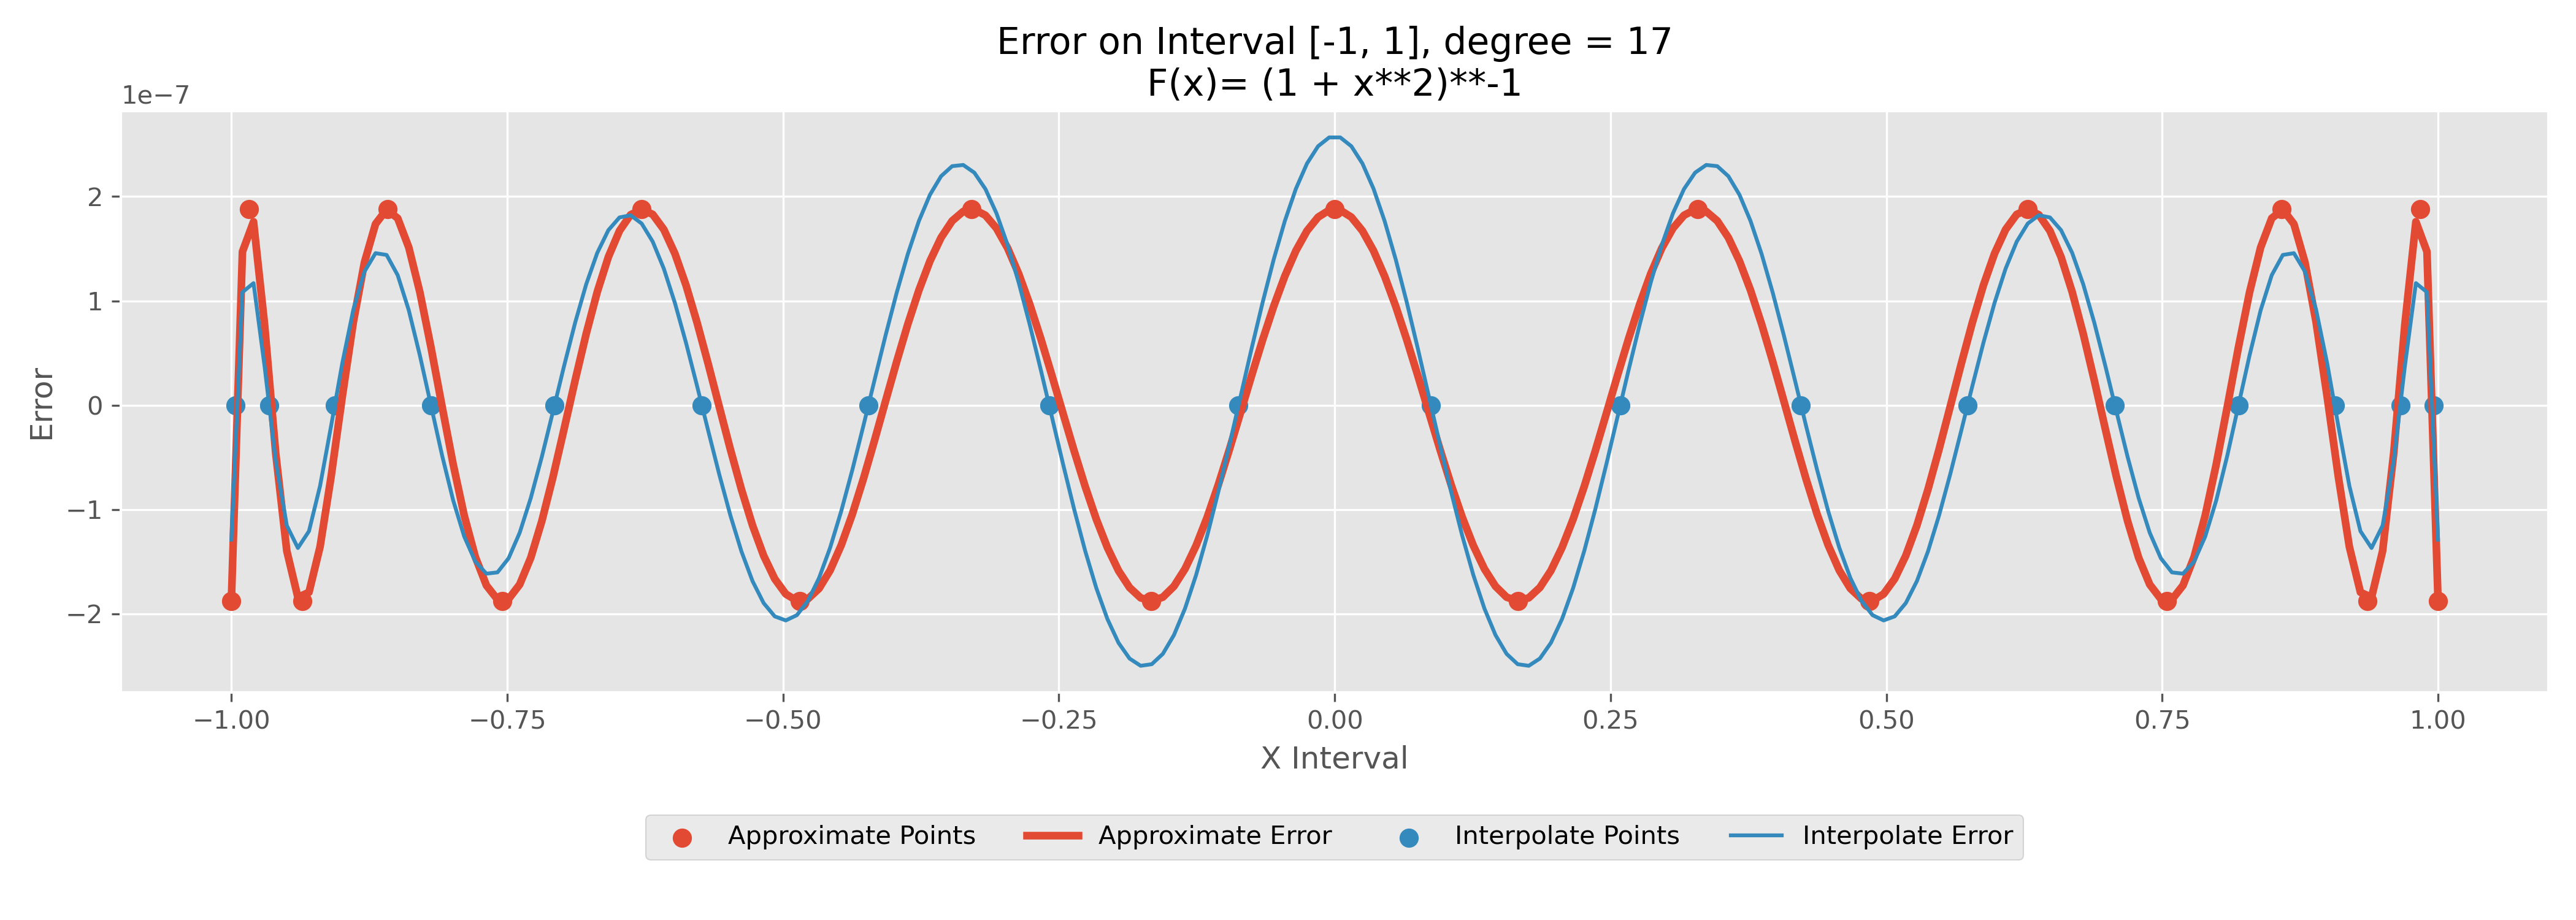 Error on Interval [-1, 1], degree = 17
F(x)= (1 + x**2)**-1
1e−7
2
1
0
−1
−2
Error
−1.00 −0.75 −0.50 −0.25 0.00 0.25 0.50 0.75 1.00
X Interval
Approximate Points Approximate Error Interpolate Points Interpolate Error